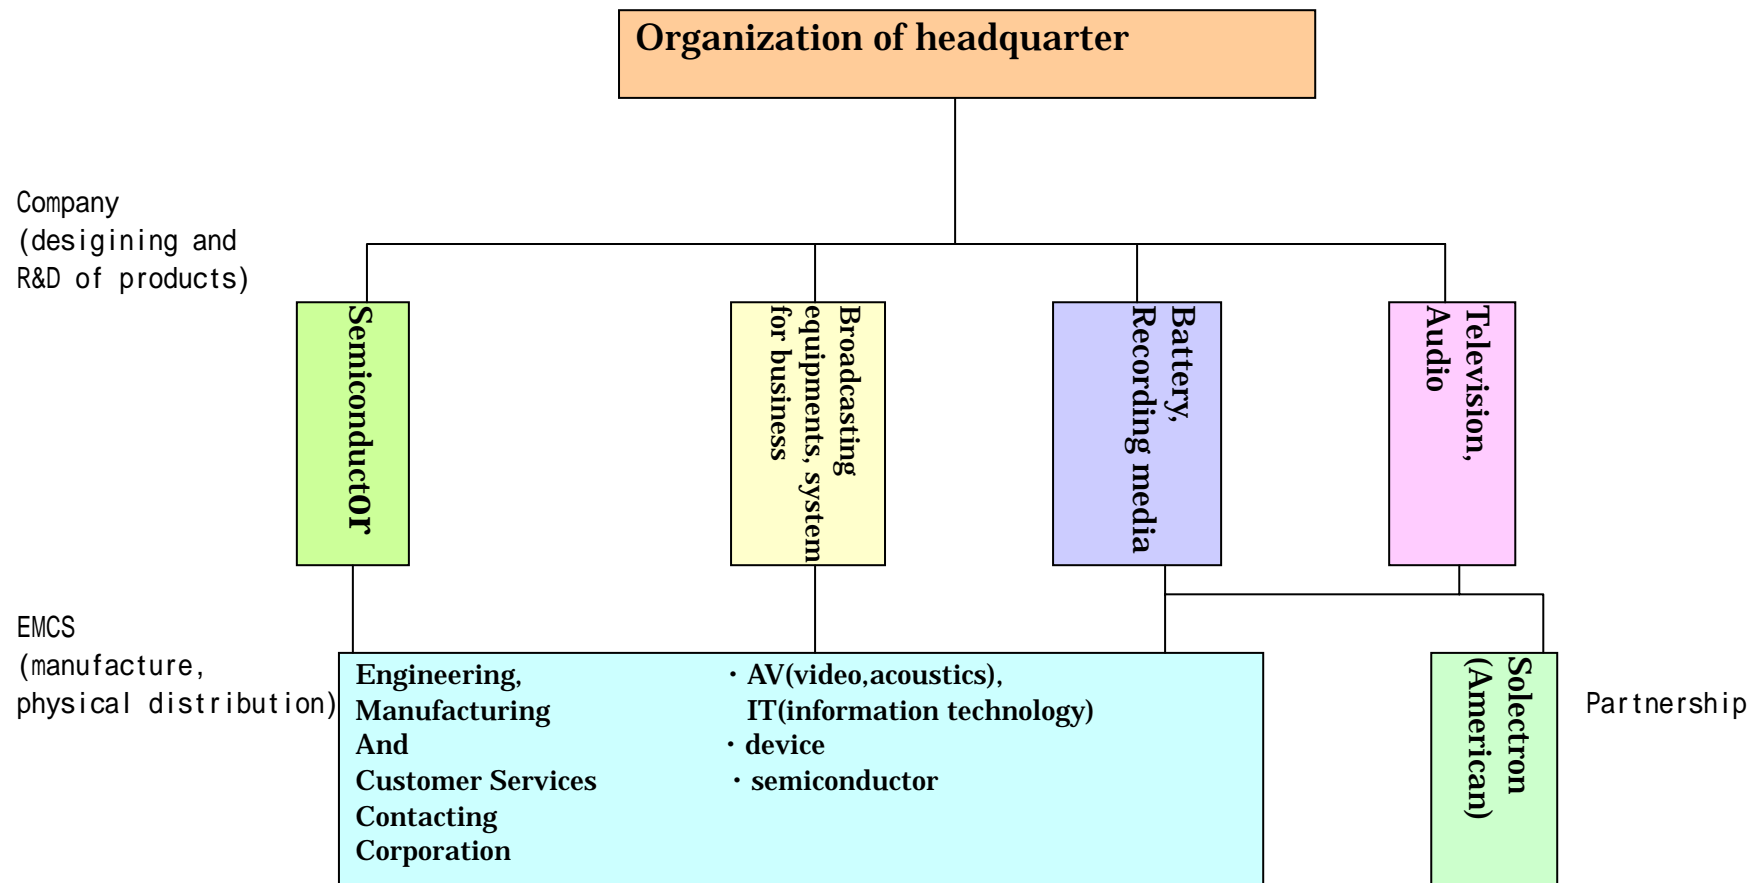 Organization of headquarter
Company
(desigining and
R&D of products)
Semiconductor
Broadcasting
equipments, system
for business
Battery,
Recording media
Television,
Audio
EMCS
(manufacture,
physical distribution)
Engineering,
Manufacturing
And
Customer Services
Contacting
Corporation
・AV(video,acoustics),
IT(information technology)
・device
・semiconductor
Solectron
(American)
Partnership